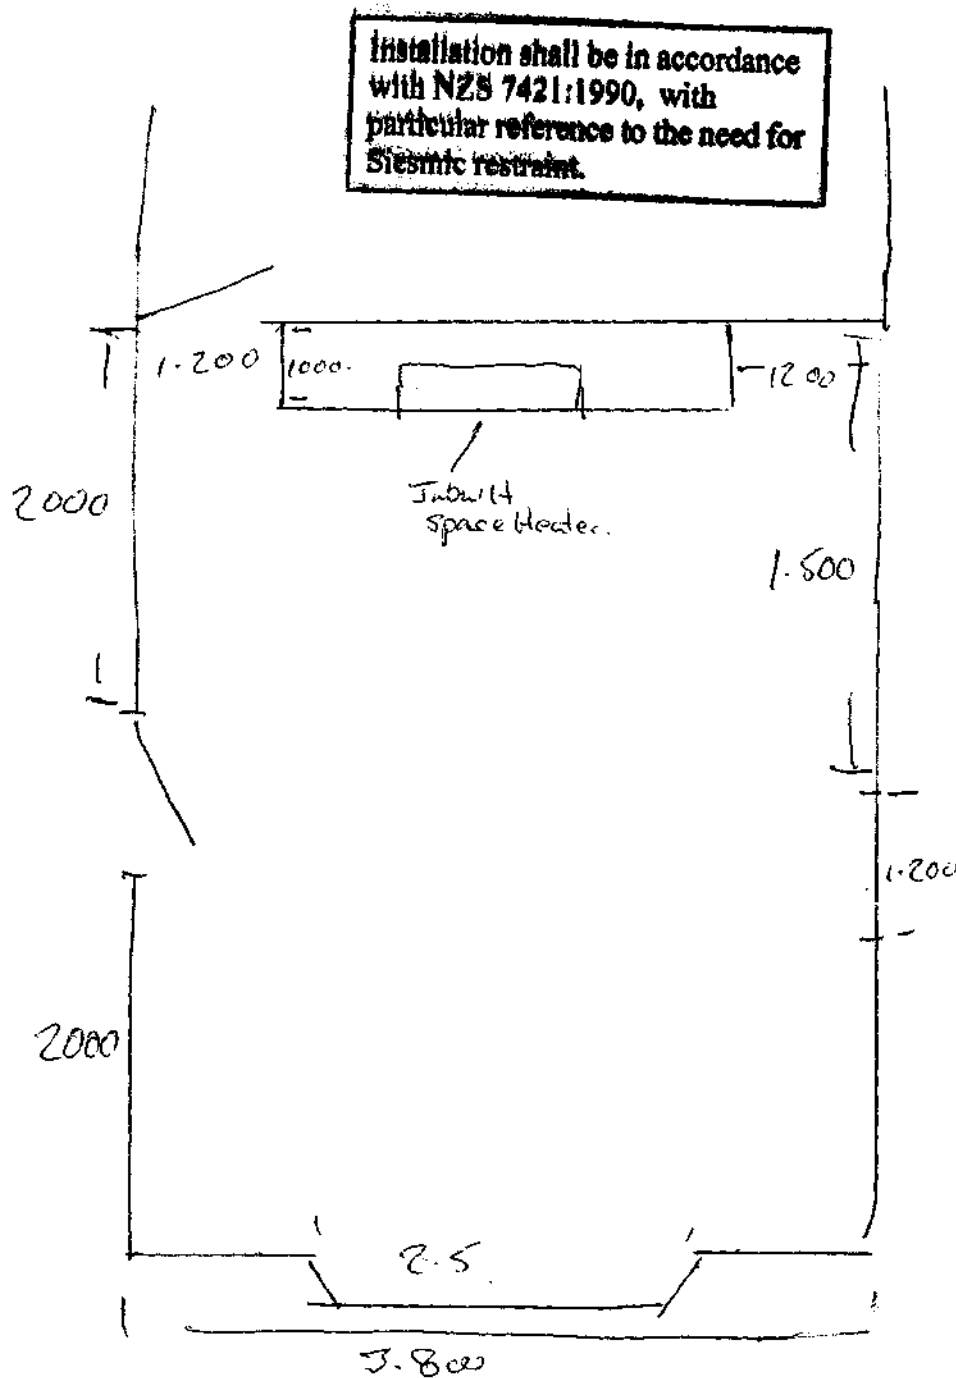 Installation shall be in accordance
with NZS 7421:1990, with
particular reference to the need for
Siesmic restraint.
1.200
1000.
1200
2000
Inbuilt
space Heater.
1.500
1.200
2000
2.5
3.800